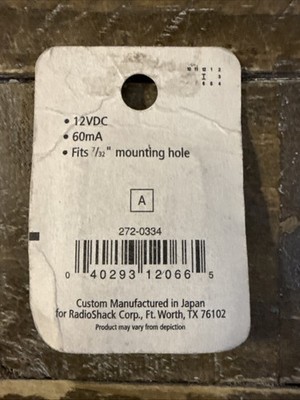 • 12VDC
• 60mA
• Fits 7/32" mounting hole
A
272-0334
0 40293 12066 5
Custom Manufactured in Japan
for RadioShack Corp., Ft. Worth, TX 76102
Product may vary from depiction